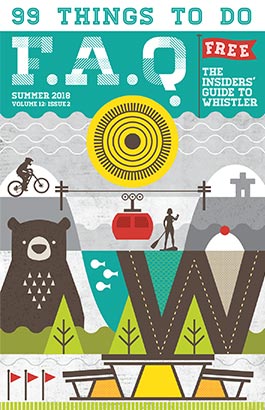 99 THINGS TO DO
F.A.Q.
FREE
THE
INSIDERS'
GUIDE TO
WHISTLER
SUMMER 2018
VOLUME 12: ISSUE 2
W